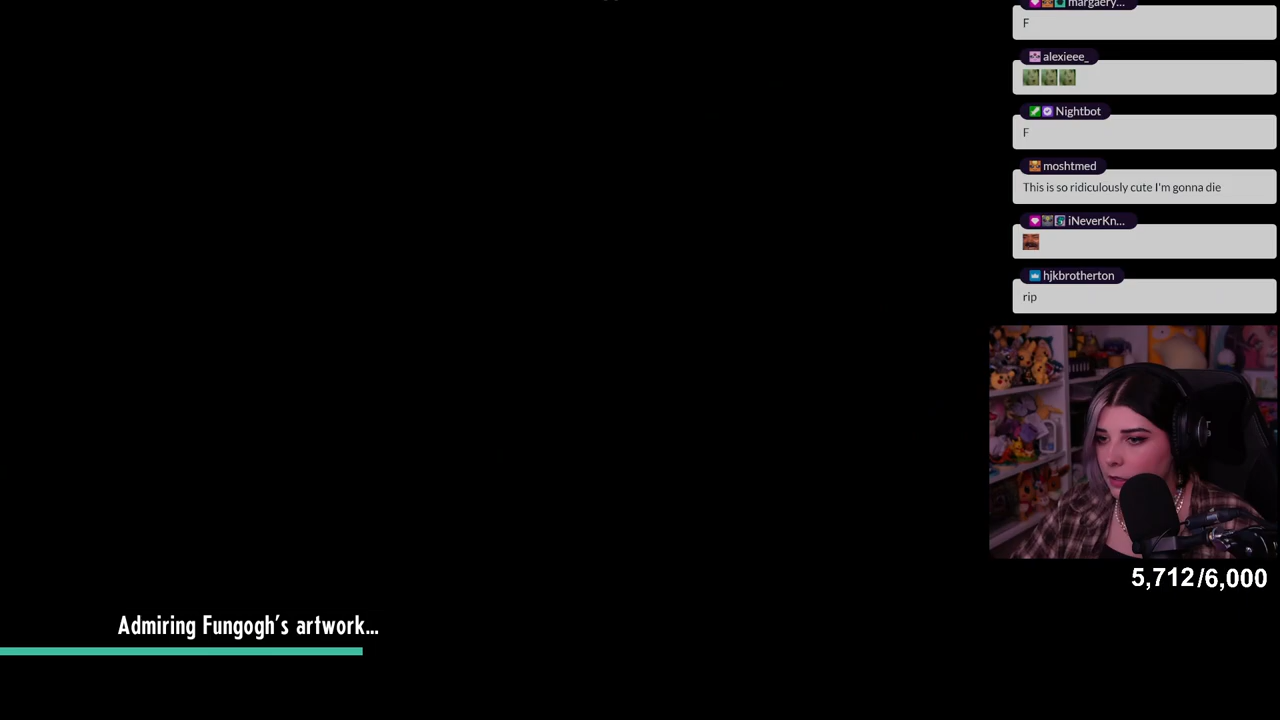 margaery...
F
alexieee_
Nightbot
F
moshtmed
This is so ridiculously cute I'm gonna die
iNeverKn...
hjkbrotherton
rip
5,712/6,000
Admiring Fungogh's artwork...